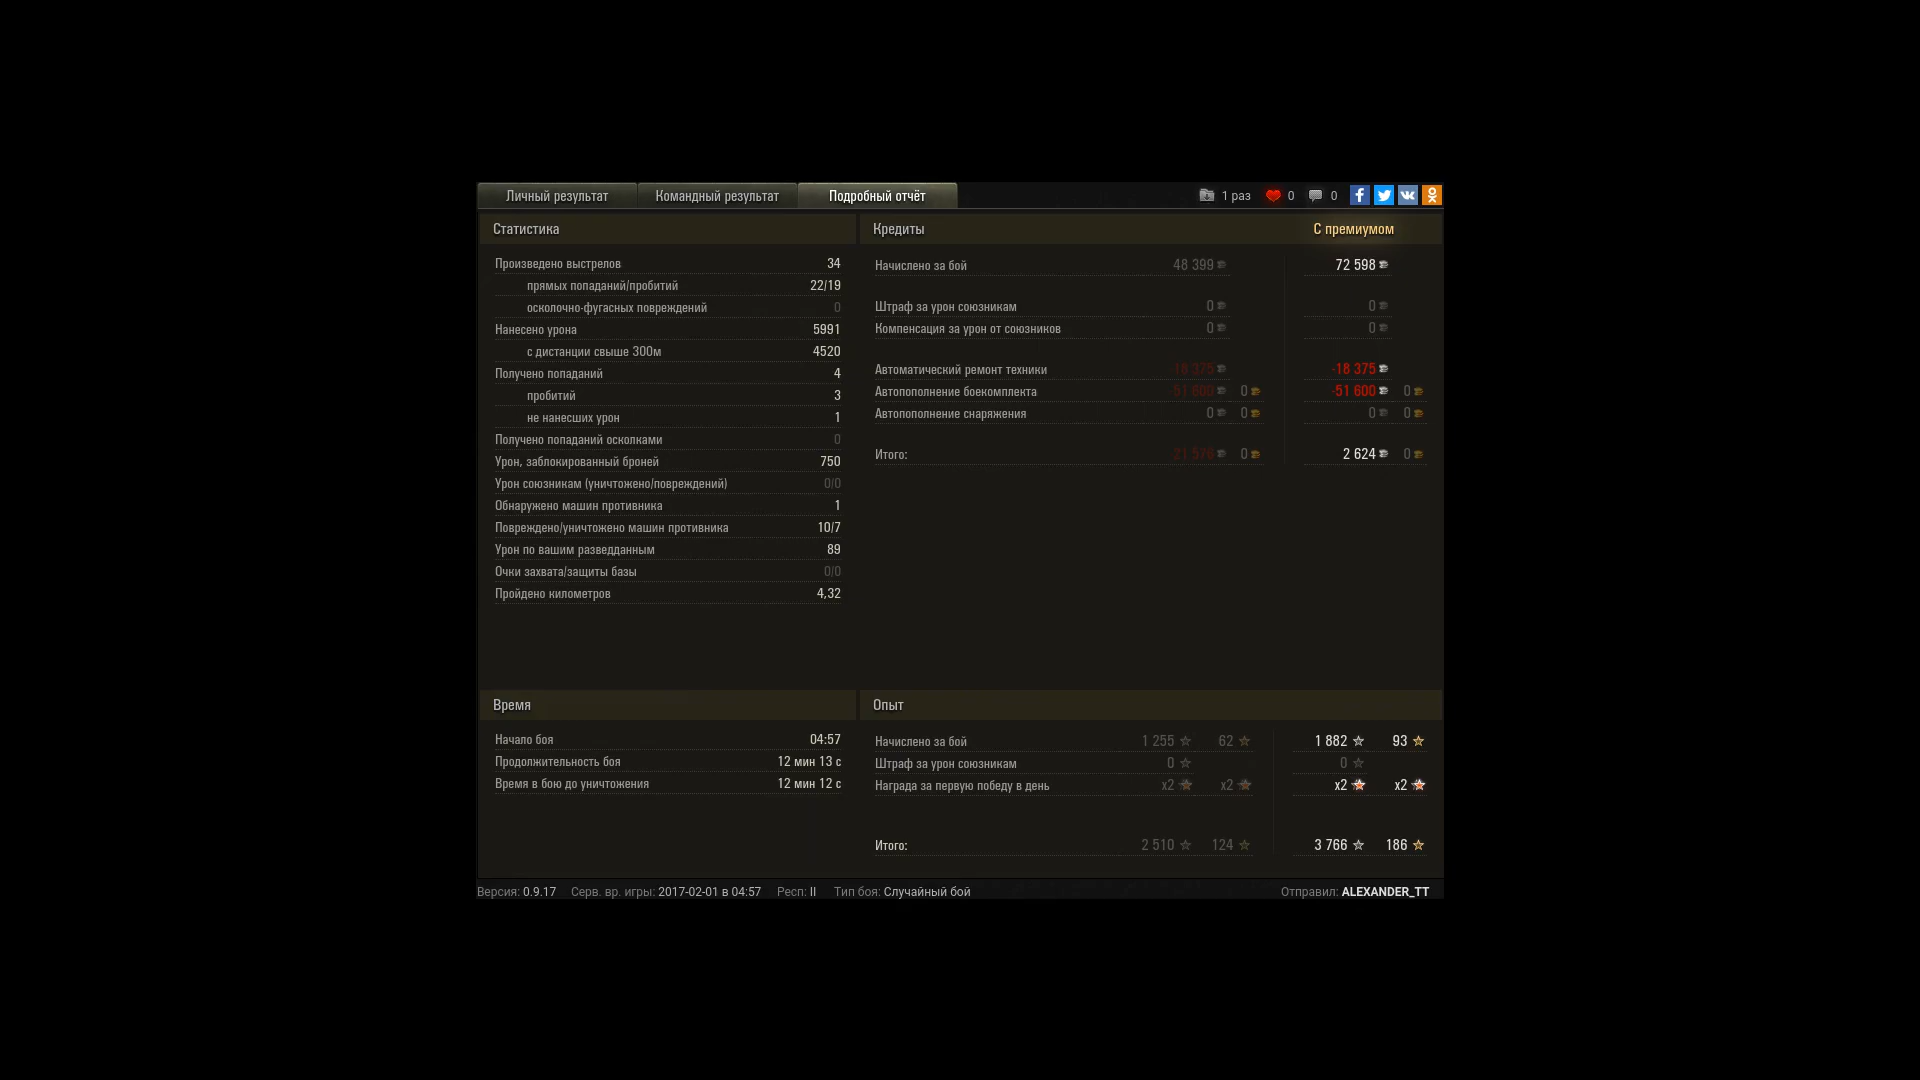 Личный результат Командный результат Подробный отчёт 1 раз 0 0
Статистика
Произведено выстрелов 34
прямых попаданий/пробитий 22/19
осколочно-фугасных повреждений 0
Нанесено урона 5991
с дистанции свыше 300м 4520
Получено попаданий 4
пробитий 3
не нанесших урон 1
Получено попаданий осколками 0
Урон, заблокированный броней 750
Урон союзникам (уничтожено/повреждений) 0/0
Обнаружено машин противника 1
Повреждено/уничтожено машин противника 10/7
Урон по вашим разведданным 89
Очки захвата/защиты базы 0/0
Пройдено километров 4,32
Кредиты С премиумом
Начислено за бой 48 399 72 598
Штраф за урон союзникам 0 0
Компенсация за урон от союзников 0 0
Автоматический ремонт техники -18 375 -18 375
Автопополнение боекомплекта -51 600 0 -51 600 0
Автопополнение снаряжения 0 0 0 0
Итого: 21 576 0 2 624 0
Время
Начало боя 04:57
Продолжительность боя 12 мин 13 с
Время в бою до уничтожения 12 мин 12 с
Опыт
Начислено за бой 1 255 62 1 882 93
Штраф за урон союзникам 0 0
Награда за первую победу в день x2 x2 x2 x2
Итого: 2 510 124 3 766 186
Версия: 0.9.17 Серв. вр. игры: 2017-02-01 в 04:57 Респ: II Тип боя: Случайный бой Отправил: ALEXANDER_TT